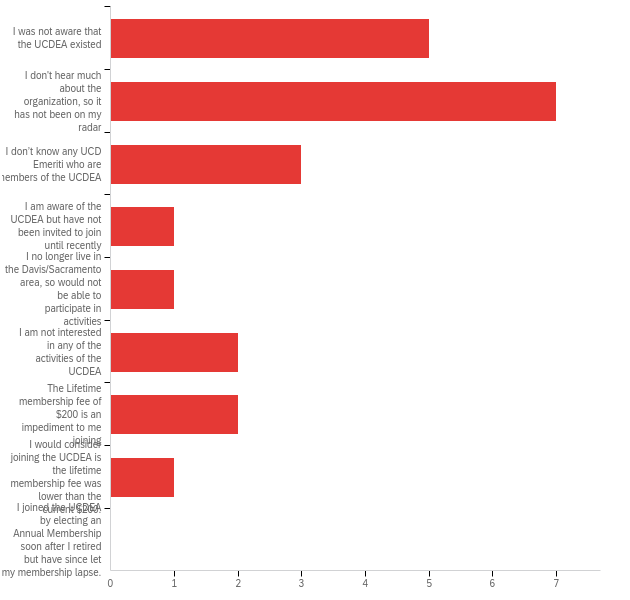 I was not aware that
the UCDEA existed
I don't hear much
about the
organization, so it
has not been on my
radar
I don't know any UCD
Emeriti who are
members of the UCDEA
I am aware of the
UCDEA but have not
been invited to join
until recently
I no longer live in
the Davis/Sacramento
area, so would not
be able to
participate in
activities
I am not interested
in any of the
activities of the
UCDEA
The Lifetime
membership fee of
$200 is an
impediment to me
joining
I would consider
joining the UCDEA is
the lifetime
membership fee was
lower than the
current $200.
I joined the UCDEA
by electing an
Annual Membership
soon after I retired
but have since let
my membership lapse.
0 1 2 3 4 5 6 7